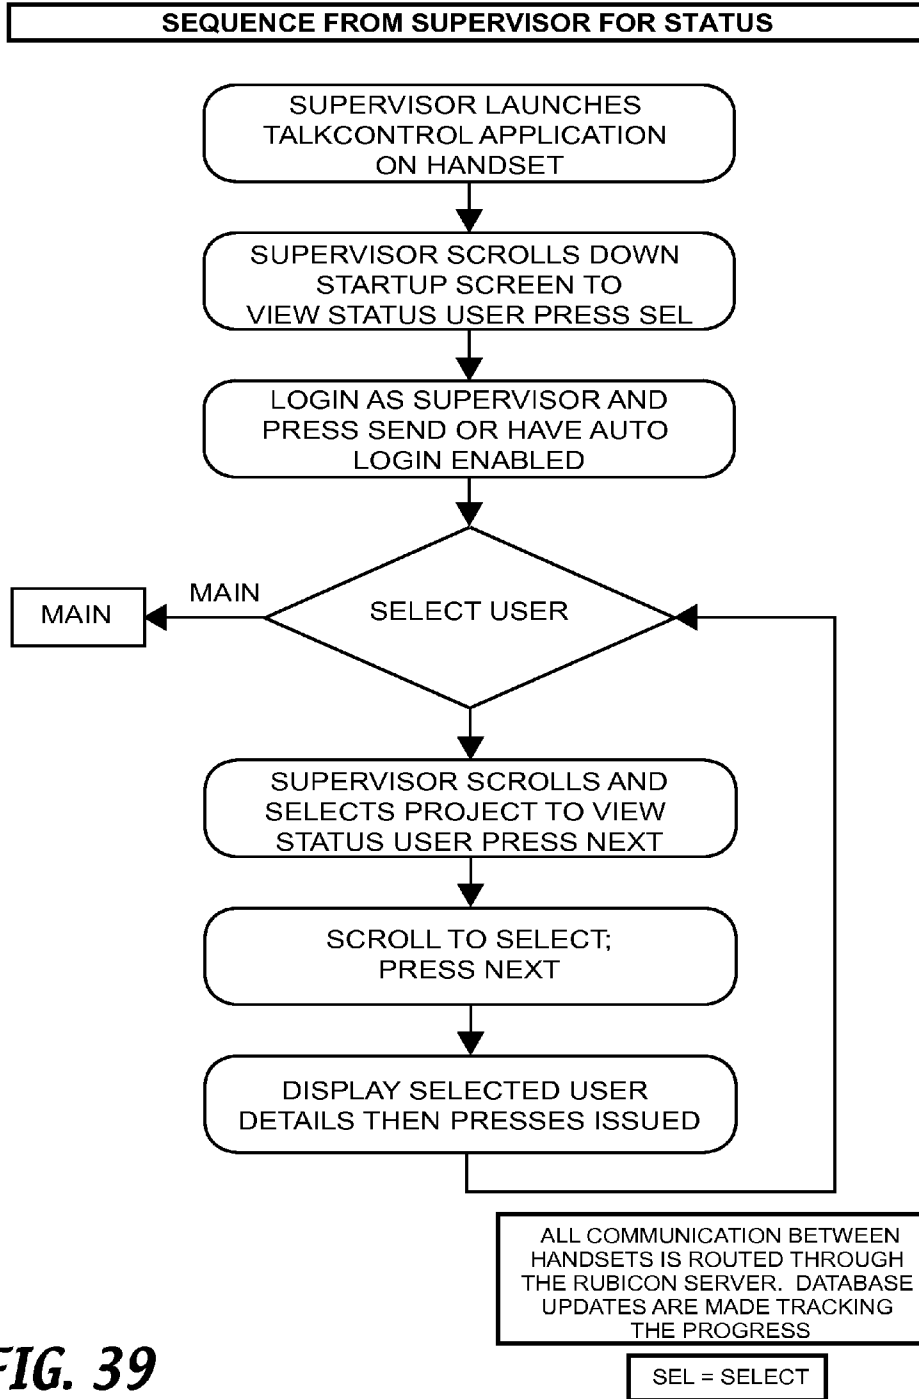 SEQUENCE FROM SUPERVISOR FOR STATUS
SUPERVISOR LAUNCHES
TALKCONTROL APPLICATION
ON HANDSET
SUPERVISOR SCROLLS DOWN
STARTUP SCREEN TO
VIEW STATUS USER PRESS SEL
LOGIN AS SUPERVISOR AND
PRESS SEND OR HAVE AUTO
LOGIN ENABLED
MAIN
MAIN
SELECT USER
SUPERVISOR SCROLLS AND
SELECTS PROJECT TO VIEW
STATUS USER PRESS NEXT
SCROLL TO SELECT;
PRESS NEXT
DISPLAY SELECTED USER
DETAILS THEN PRESSES ISSUED
ALL COMMUNICATION BETWEEN
HANDSETS IS ROUTED THROUGH
THE RUBICON SERVER. DATABASE
UPDATES ARE MADE TRACKING
THE PROGRESS
FIG. 39
SEL = SELECT